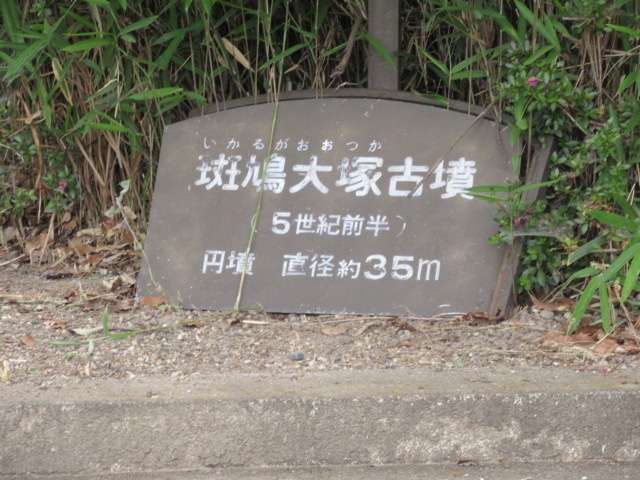 いかるがおおつか
斑鳩大塚古墳
(5世紀前半)
円墳 直径約35m